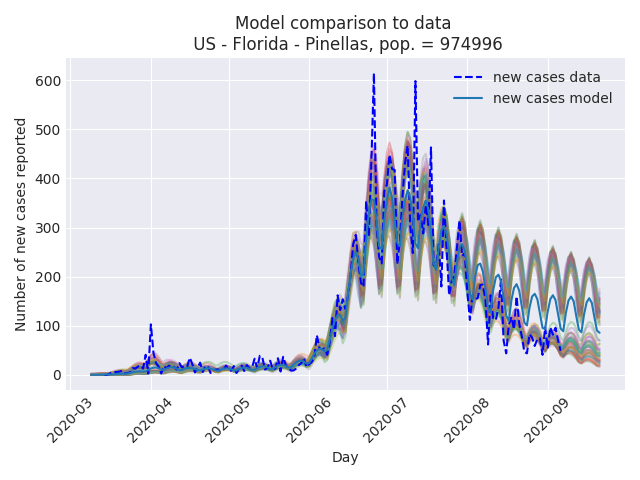 Model comparison to data
US - Florida - Pinellas, pop. = 974996
new cases data
new cases model
Number of new cases reported
600
500
400
300
200
100
0
2020-03
2020-04
2020-05
2020-06
2020-07
2020-08
2020-09
Day